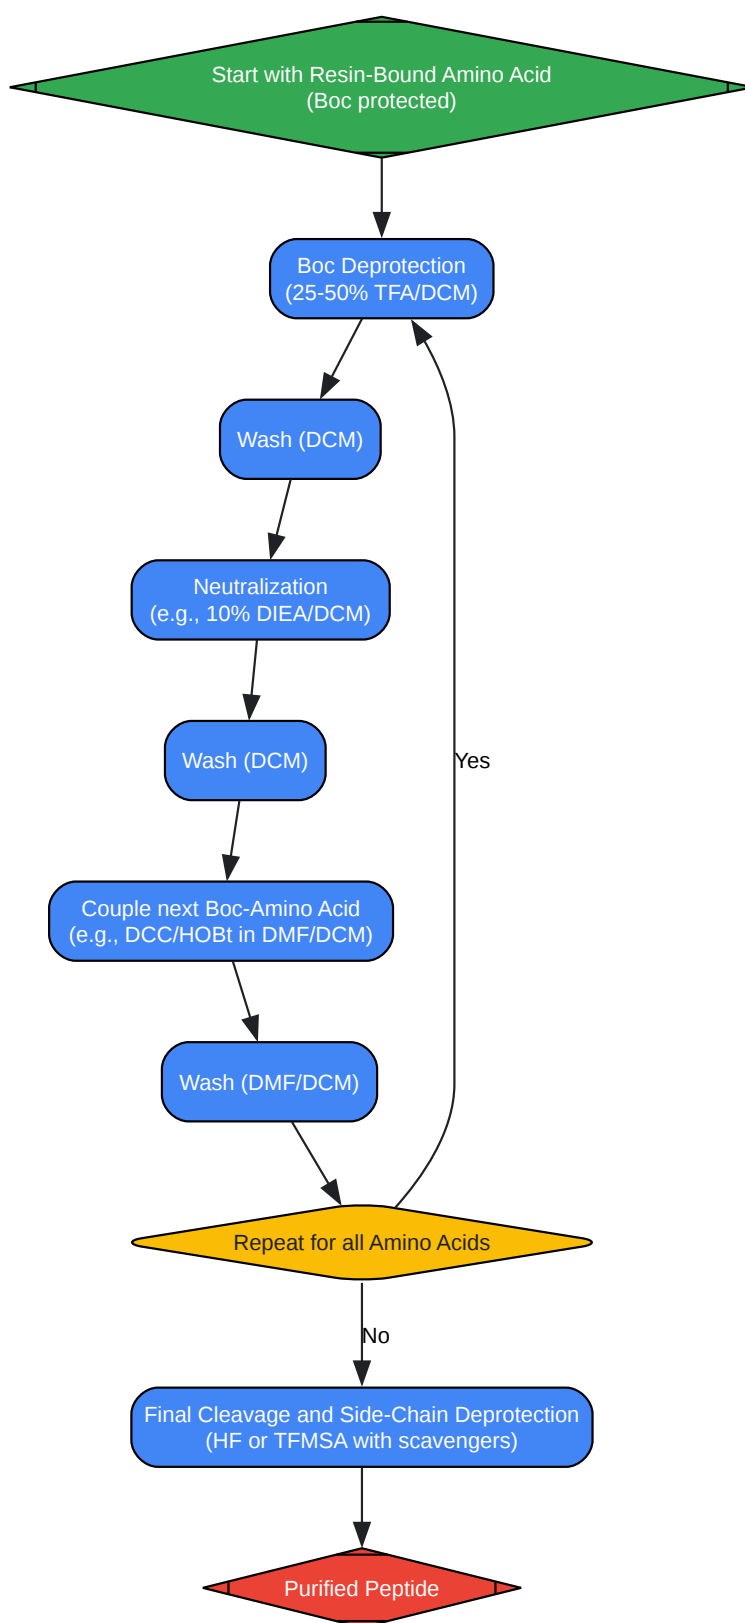 Start with Resin-Bound Amino Acid
(Boc protected)
Boc Deprotection
(25-50% TFA/DCM)
Wash (DCM)
Neutralization
(e.g., 10% DIEA/DCM)
Wash (DCM)
Yes
Couple next Boc-Amino Acid
(e.g., DCC/HOBt in DMF/DCM)
Wash (DMF/DCM)
Repeat for all Amino Acids
No
Final Cleavage and Side-Chain Deprotection
(HF or TFMSA with scavengers)
Purified Peptide